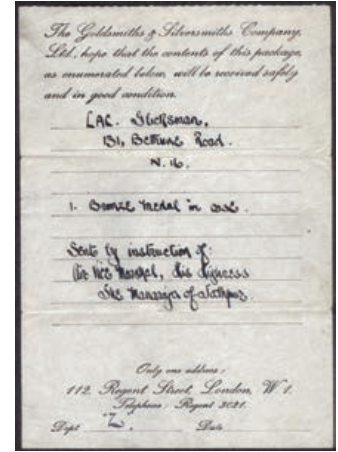 The Goldsmiths & Silversmiths Company,
Ltd., hope that the contents of this package,
as enumerated below, will be received safely
and in good condition.
LAC. Glicksman,
131, Bethune Road.
N. 16.
1. Bronze Medal in case.
Sent by instruction of:
Air Vice Marshal, His Highness
The Maharaja of Jodhpur.
Only one address:
112, Regent Street, London, W.1.
Telephone: Regent 3021.
Dept Z. Date